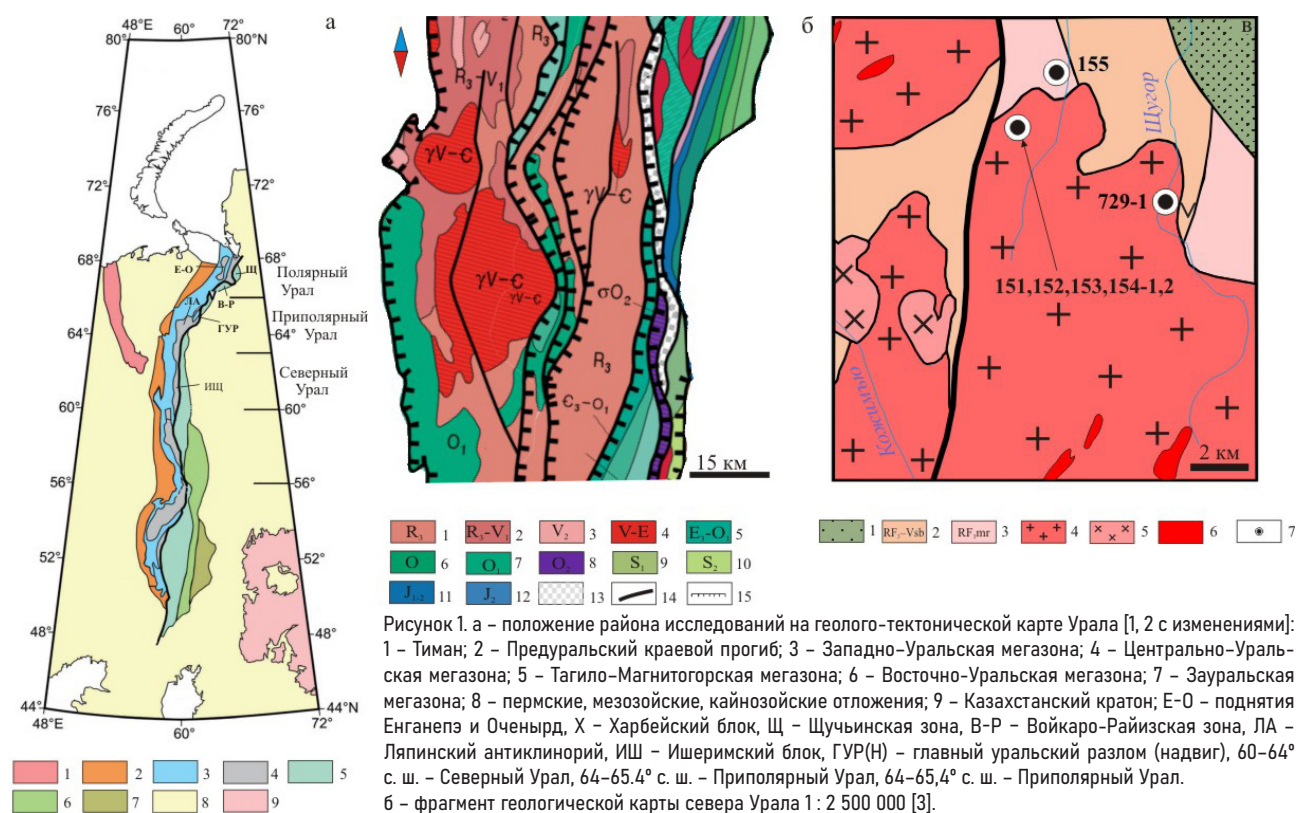 а
48°E 60° 72°
80° 80°N
76° 76°
72° 72°
68° 68°
Е-О
Щ
Полярный
Урал
ЛА
В-Р
Приполярный
Урал
ГУР
64° 64°
Северный
Урал
ИЩ
60° 60°
56° 56°
52° 52°
48° 48°
44° 44°N
48°E 60° 72°
1 2 3 4 5
6 7 8 9
б
R₃
R₃-V₁
γV-Є
γV-Є
γV-Є
γV-Є
σO₂
R₃
Є₃-O₁
O₁
15 км
R₃ 1 R₃-V₁ 2 V₂ 3 V-E 4 E₃-O₁ 5
O 6 O₁ 7 O₂ 8 S₁ 9 S₂ 10
J₁₋₂ 11 J₂ 12 13 14 15
в
155
Щугор
729-1
151,152,153,154-1,2
2 км
1 RF₃-Vsb 2 RF₃mr 3 4 5 6 7
Рисунок 1. а – положение района исследований на геолого-тектонической карте Урала [1, 2 с изменениями]:
1 – Тиман; 2 – Предуральский краевой прогиб; 3 – Западно-Уральская мегазона; 4 – Центрально-Ураль-
ская мегазона; 5 – Тагило-Магнитогорская мегазона; 6 – Восточно-Уральская мегазона; 7 – Зауральская
мегазона; 8 – пермские, мезозойские, кайнозойские отложения; 9 – Казахстанский кратон; Е-О – поднятия
Енганепэ и Оченырд, Х – Харбейский блок, Щ – Щучьинская зона, В-Р – Войкаро-Райизская зона, ЛА –
Ляпинский антиклинорий, ИШ – Ишеримский блок, ГУР(Н) – главный уральский разлом (надвиг), 60–64°
с. ш. – Северный Урал, 64–65.4° с. ш. – Приполярный Урал, 64–65,4° с. ш. – Приполярный Урал.
б – фрагмент геологической карты севера Урала 1 : 2 500 000 [3].